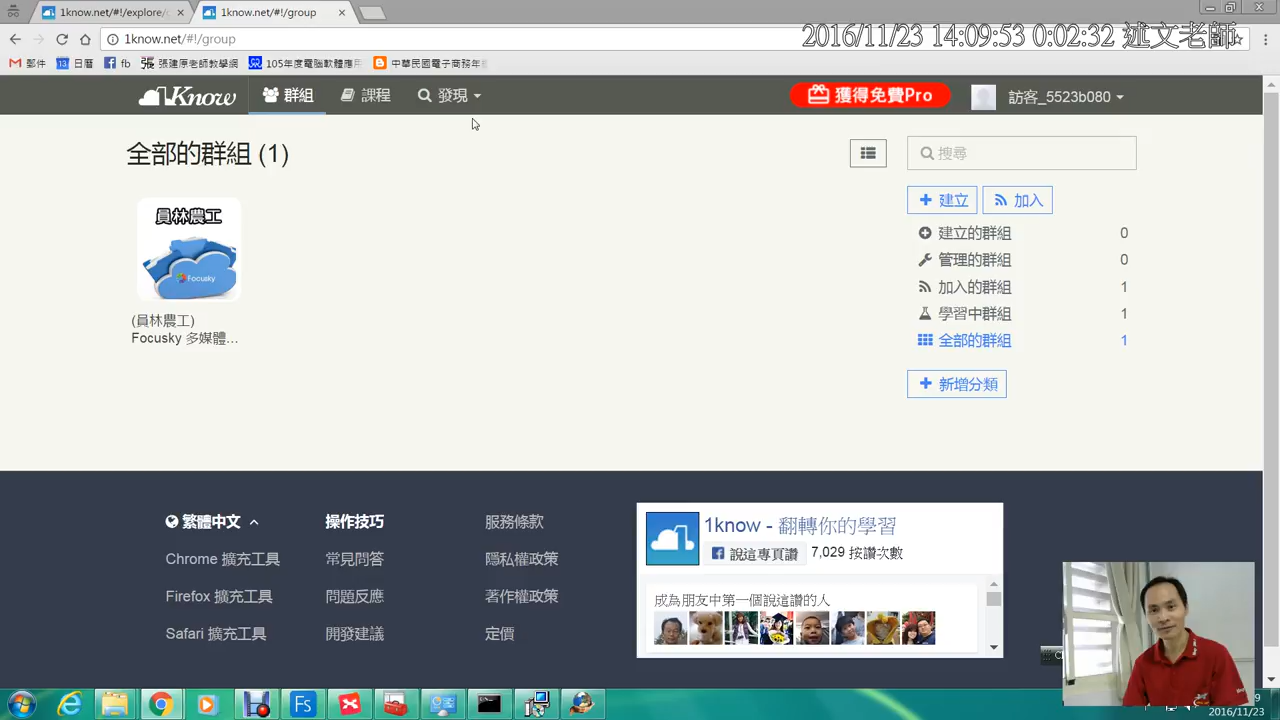 1know.net/#!/explore/
1know.net/#!/group
1know.net/#!/group
2016/11/23 14:09:53 0:02:32 述文老師
郵件
13
日曆
fb
張建原老師教學網
105年度電腦軟體應用
中華民國電子商務年
1Know
群組
課程
發現
獲得免費Pro
訪客_5523b080
全部的群組 (1)
搜尋
建立
加入
建立的群組 0
管理的群組 0
加入的群組 1
學習中群組 1
全部的群組 1
新增分類
員林農工
Focusky
(員林農工)
Focusky 多媒體...
繁體中文
操作技巧
服務條款
Chrome 擴充工具
常見問答
隱私權政策
Firefox 擴充工具
問題反應
著作權政策
Safari 擴充工具
開發建議
定價
1know - 翻轉你的學習
說這專頁讚
7,029 按讚次數
成為朋友中第一個說這讚的人
Fs
2016/11/23